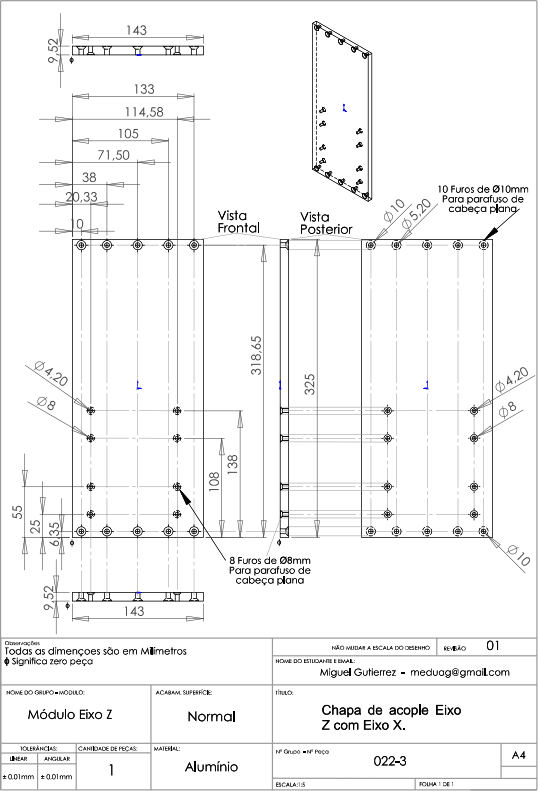 143
9,52
133
114,58
105
71,50
38
20,33
10
Vista
Frontal
Vista
Posterior
10 Furos de Ø10mm
Para parafuso de
cabeça plana
Ø10
Ø5,20
318,65
325
Ø4,20
Ø8
Ø4,20
Ø8
138
108
55
25
6,35
8 Furos de Ø8mm
Para parafuso de
cabeça plana
Ø10
9,52
143
Observações
Todas as dimençoes são em Milimetros
ϕ Significa zero peça
NÃO MUDAR A ESCALA DO DESENHO
REVISÃO 01
NOME DO ESTUDANTE E EMAIL:
Miguel Gutierrez - meduag@gmail.com
NOME DO GRUPO-MÓDULO:
Módulo Eixo Z
ACABAM. SUPERFÍCIE:
Normal
TÍTULO:
Chapa de acople Eixo
Z com Eixo X.
TOLERÂNCIAS:
LINEAR ANGULAR
± 0.01mm ± 0.01mm
CANTIDADE DE PEÇAS:
1
MATERIAL:
Alumínio
Nº Grupo - Nº Peça
022-3
A4
ESCALA:1:5
FOLHA 1 DE 1